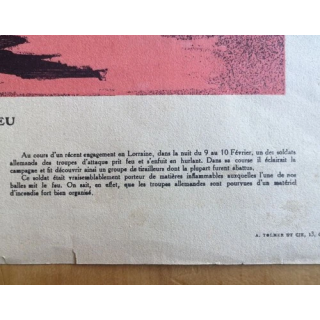 EU
Au cours d'un récent engagement en Lorraine, dans la nuit du 9 au 10 Février, un des soldats
allemands des troupes d'attaque prit feu et s'enfuit en hurlant. Dans sa course il éclairait la
campagne et fit découvrir ainsi un groupe de tirailleurs dont la plupart furent abattus.
Ce soldat était vraisemblablement porteur de matières inflammables auxquelles l'une de nos
balles mit le feu. On sait, en effet, que les troupes allemandes sont pourvues d'un matériel
d'incendie fort bien organisé.
A. TOLMER ET CIE, 13,